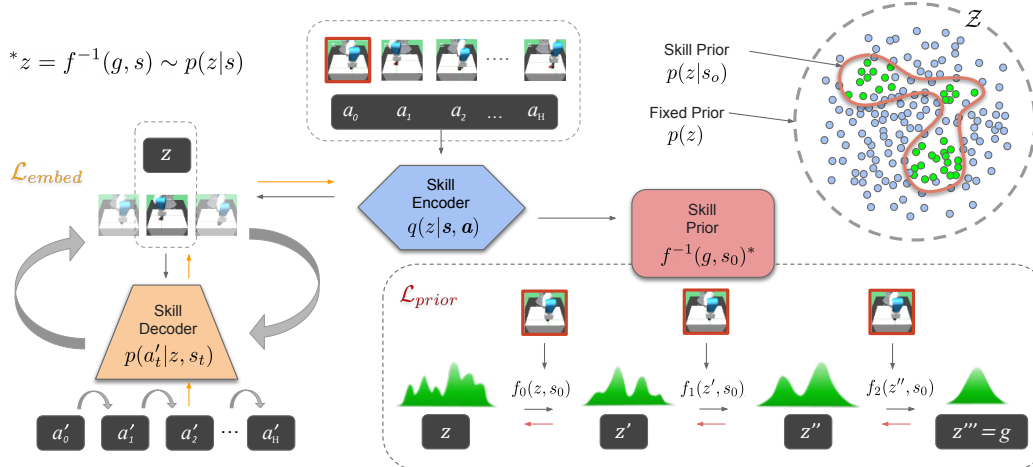 *z = f⁻¹(g, s) ∼ p(z|s)
a₀ a₁ a₂ ... a_H
Skill Prior
p(z|s_o)
Fixed Prior
p(z)
𝒵
z
ℒ_embed
Skill
Encoder
q(z|s, a)
Skill
Prior
f⁻¹(g, s₀)*
Skill
Decoder
p(a′_t|z, s_t)
a′₀ a′₁ a′₂ ... a′_H
ℒ_prior
f₀(z, s₀) f₁(z′, s₀) f₂(z″, s₀)
z z′ z″ z‴ = g